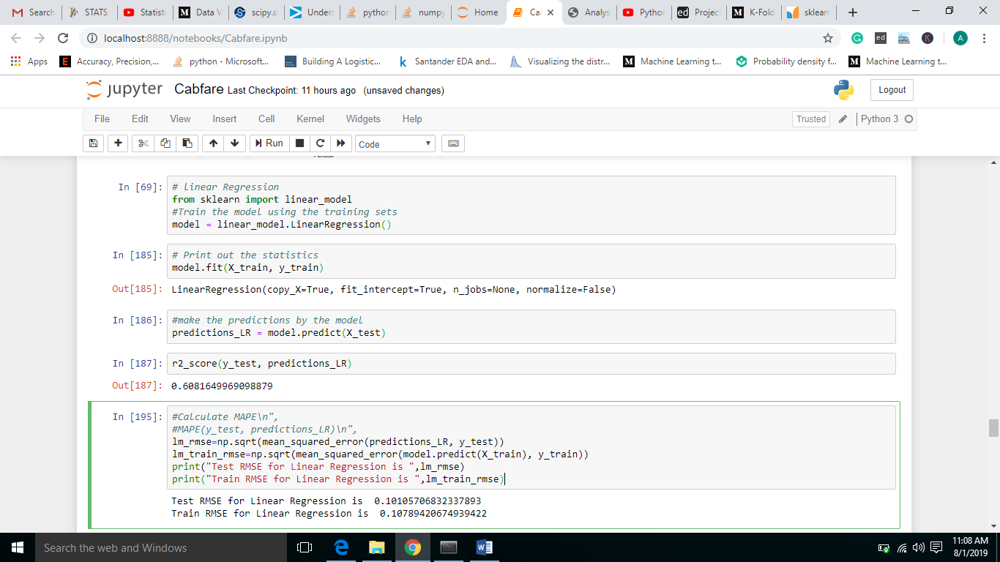 Search STATS Statisti Data V scipy.st Unders python numpy Home Cal Analys Python ed Projec K-Fold sklearn
localhost:8888/notebooks/Cabfare.ipynb ed K A
Apps E Accuracy, Precision,... python - Microsoft... Building A Logistic... k Santander EDA and... Visualizing the distr... M Machine Learning t... Probability density f... M Machine Learning t...
jupyter Cabfare Last Checkpoint: 11 hours ago (unsaved changes) Logout
File Edit View Insert Cell Kernel Widgets Help Trusted Python 3
Run Code
Actual
In [69]: # linear Regression
from sklearn import linear_model
#Train the model using the training sets
model = linear_model.LinearRegression()
In [185]: # Print out the statistics
model.fit(X_train, y_train)
Out[185]: LinearRegression(copy_X=True, fit_intercept=True, n_jobs=None, normalize=False)
In [186]: #make the predictions by the model
predictions_LR = model.predict(X_test)
In [187]: r2_score(y_test, predictions_LR)
Out[187]: 0.6081649969098879
In [195]: #Calculate MAPE\n",
#MAPE(y_test, predictions_LR)\n",
lm_rmse=np.sqrt(mean_squared_error(predictions_LR, y_test))
lm_train_rmse=np.sqrt(mean_squared_error(model.predict(X_train), y_train))
print("Test RMSE for Linear Regression is ",lm_rmse)
print("Train RMSE for Linear Regression is ",lm_train_rmse)
Test RMSE for Linear Regression is  0.10105706832337893
Train RMSE for Linear Regression is  0.10789420674939422
Search the web and Windows
11:08 AM
8/1/2019